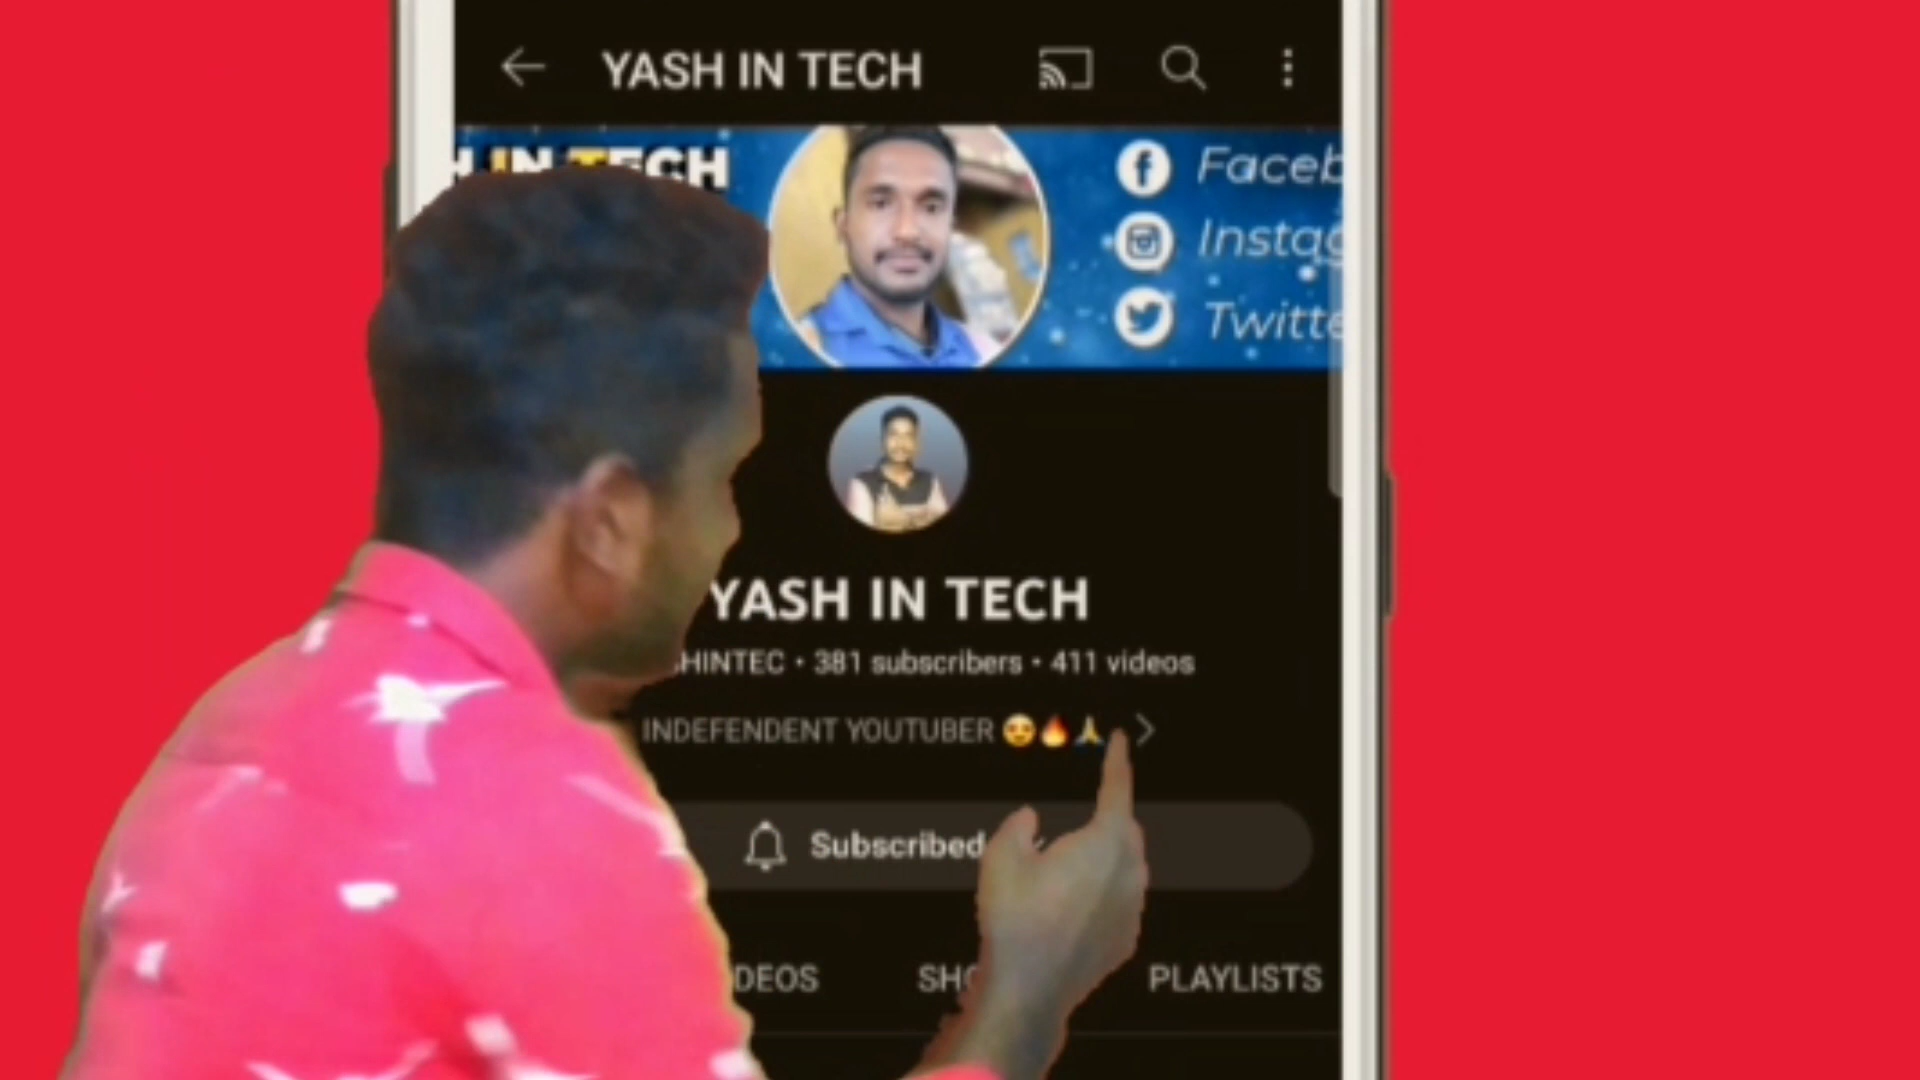 YASH IN TECH
H IN TECH
Faceb
Instag
Twitte
YASH IN TECH
HINTEC • 381 subscribers • 411 videos
INDEFENDENT YOUTUBER 😍🔥🙏
Subscribed
DEOS SHO PLAYLISTS